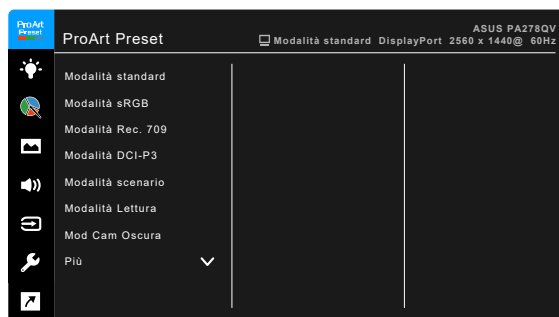 ProArt
Preset
ProArt Preset
ASUS PA278QV
Modalità standard DisplayPort 2560 x 1440@ 60Hz
Modalità standard
Modalità sRGB
Modalità Rec. 709
Modalità DCI-P3
Modalità scenario
Modalità Lettura
Mod Cam Oscura
Più